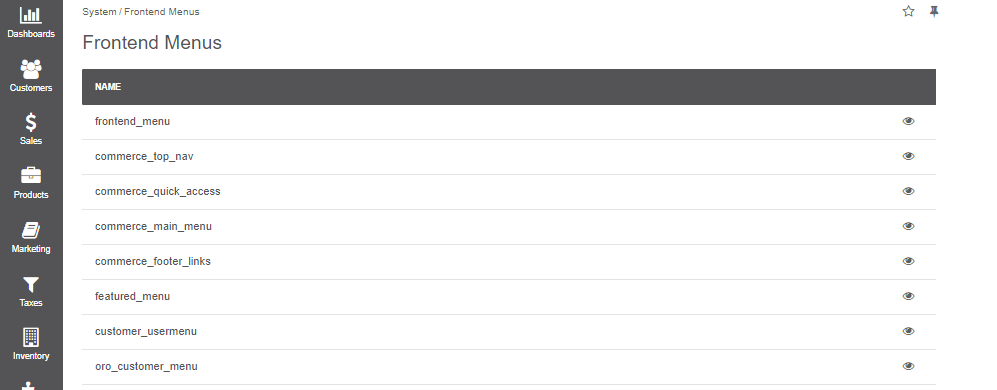 System / Frontend Menus
Frontend Menus
NAME
frontend_menu
commerce_top_nav
commerce_quick_access
commerce_main_menu
commerce_footer_links
featured_menu
customer_usermenu
oro_customer_menu
Dashboards
Customers
Sales
Products
Marketing
Taxes
Inventory